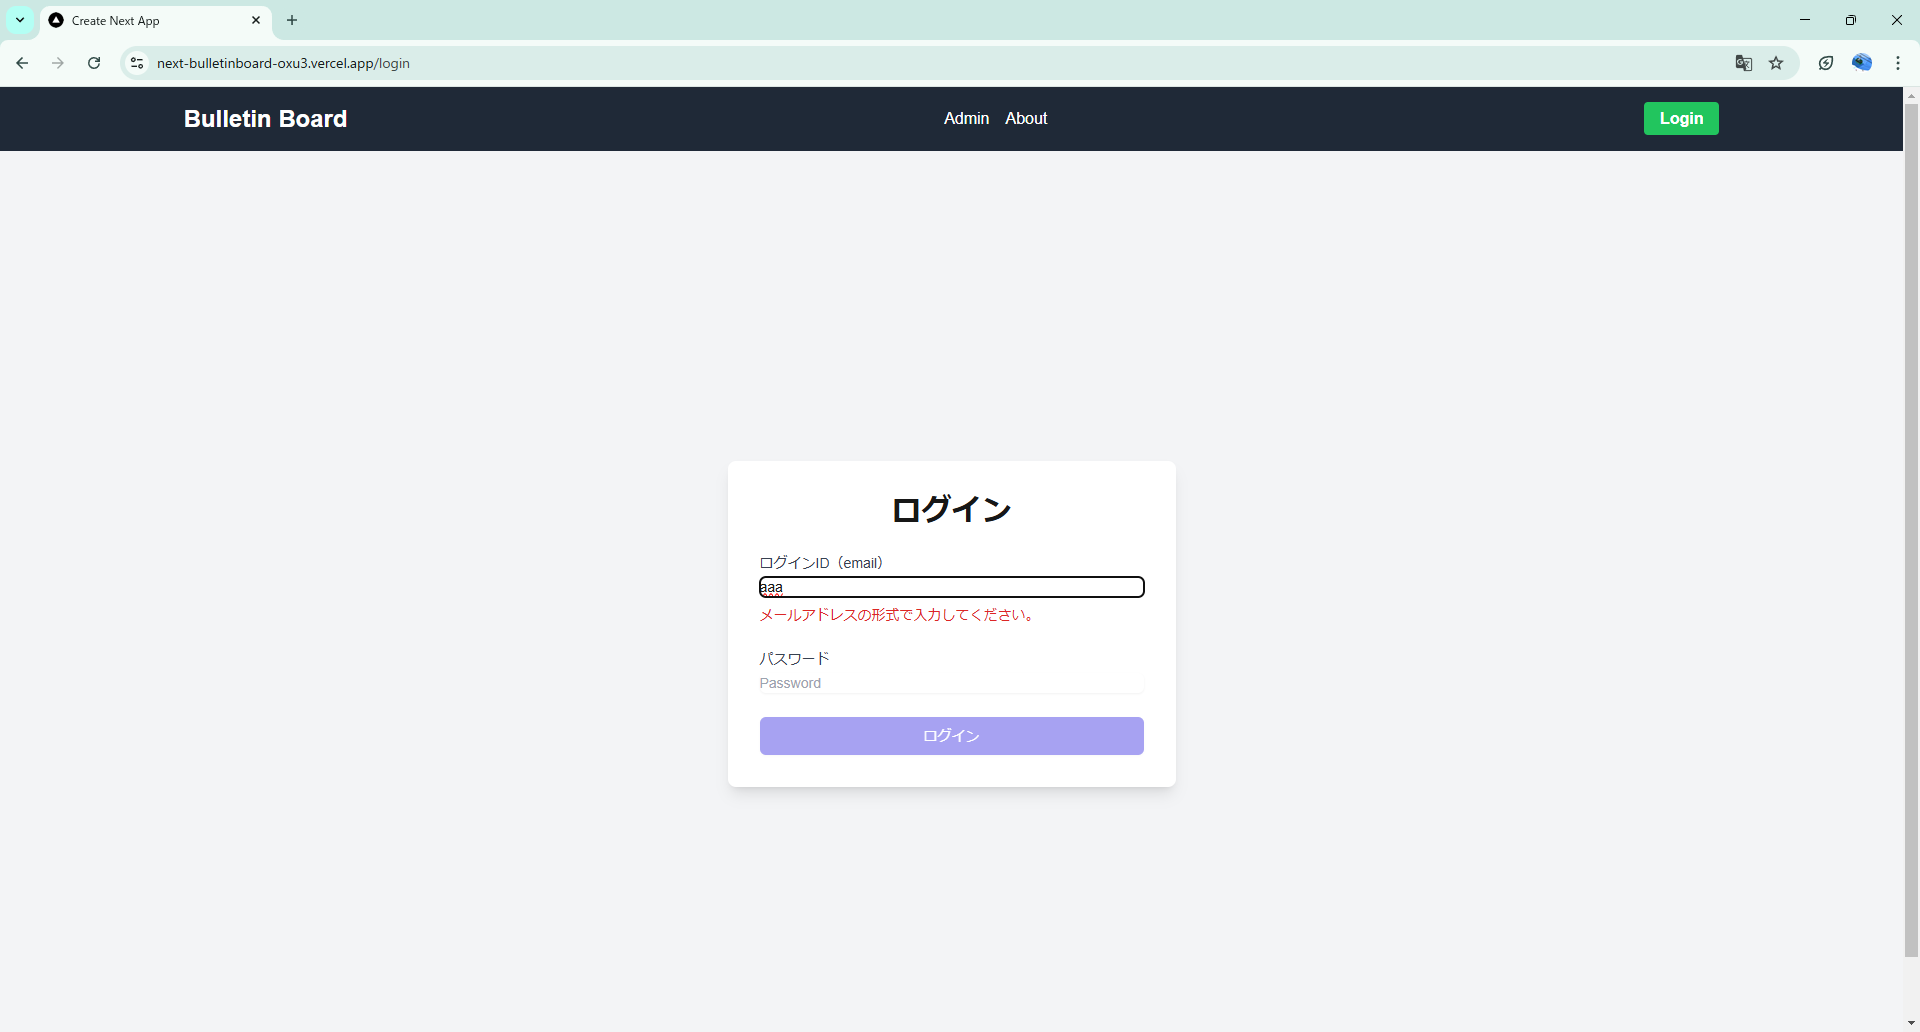 Create Next App
next-bulletinboard-oxu3.vercel.app/login
Bulletin Board
Admin
About
Login
ログイン
ログインID（email）
aaa
メールアドレスの形式で入力してください。
パスワード
Password
ログイン